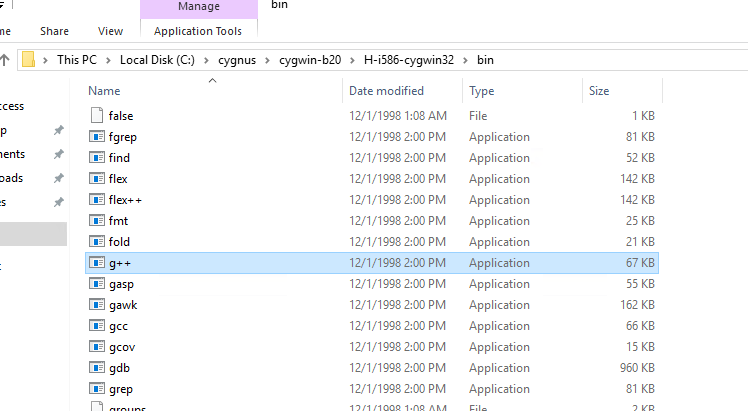 Manage bin
me Share View Application Tools
This PC Local Disk (C:) cygnus cygwin-b20 H-i586-cygwin32 bin
Name Date modified Type Size
ccess
p
ments
oads
es
false 12/1/1998 1:08 AM File 1 KB
fgrep 12/1/1998 2:00 PM Application 81 KB
find 12/1/1998 2:00 PM Application 52 KB
flex 12/1/1998 2:00 PM Application 142 KB
flex++ 12/1/1998 2:00 PM Application 142 KB
fmt 12/1/1998 2:00 PM Application 25 KB
fold 12/1/1998 2:00 PM Application 21 KB
g++ 12/1/1998 2:00 PM Application 67 KB
gasp 12/1/1998 2:00 PM Application 55 KB
gawk 12/1/1998 2:00 PM Application 162 KB
gcc 12/1/1998 2:00 PM Application 66 KB
gcov 12/1/1998 2:00 PM Application 15 KB
gdb 12/1/1998 2:00 PM Application 960 KB
grep 12/1/1998 2:00 PM Application 81 KB
groups 12/1/1998 1:08 AM File 2 KB